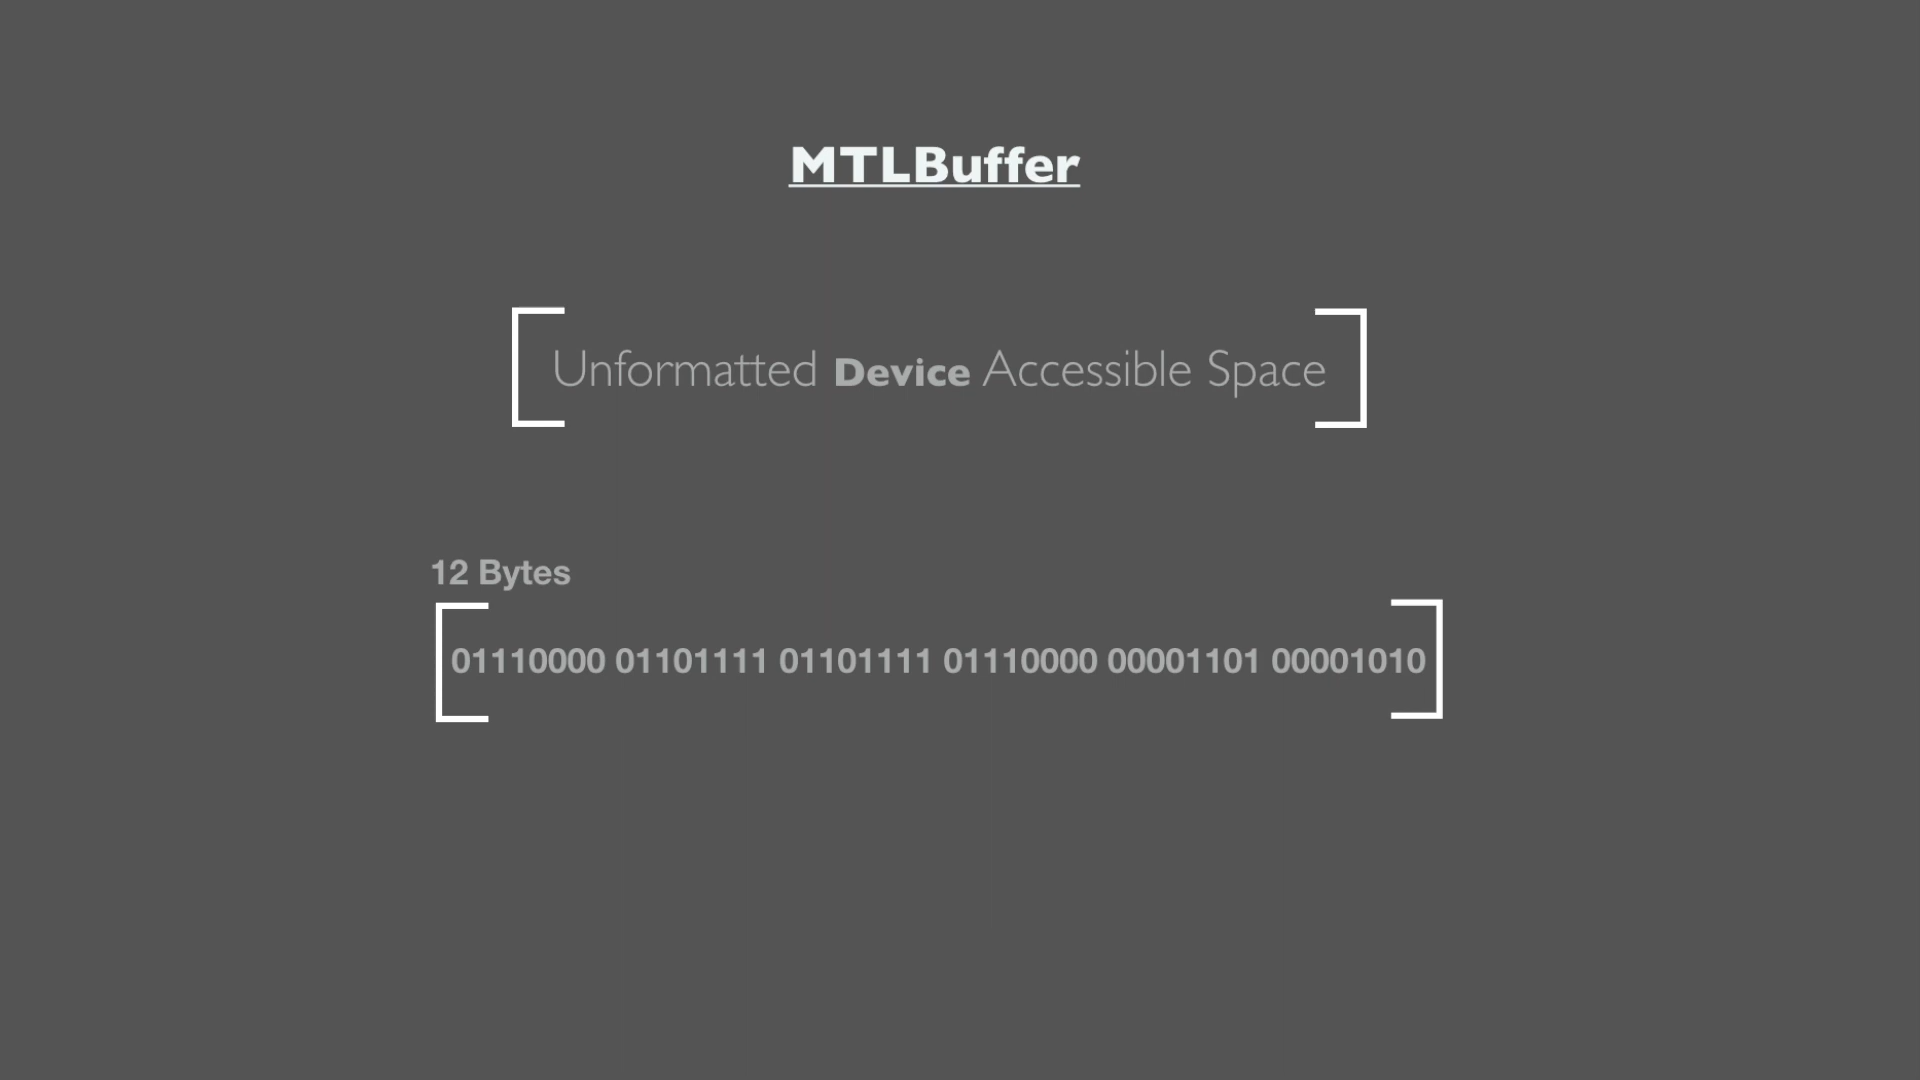 MTLBuffer
Unformatted Device Accessible Space
12 Bytes
01110000 01101111 01101111 01110000 00001101 00001010